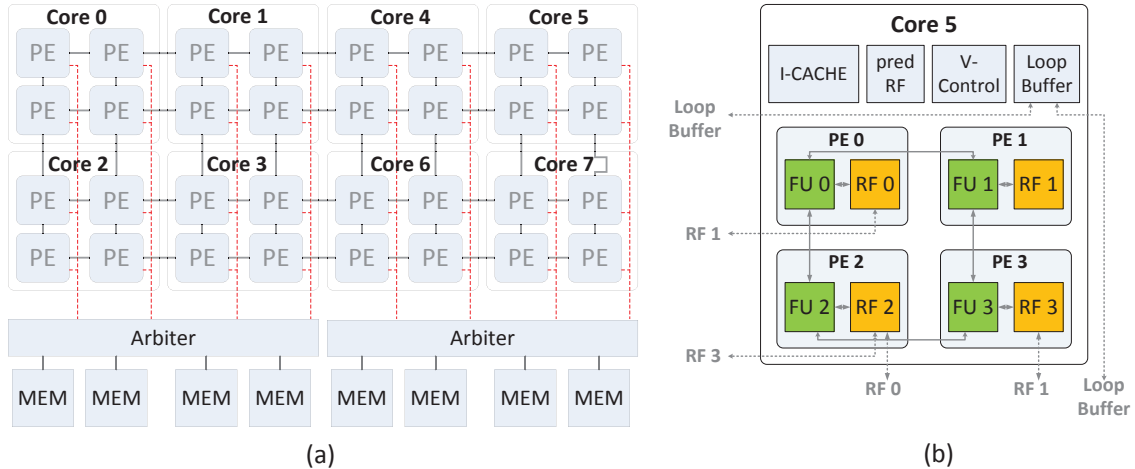 Core 0 Core 1 Core 4 Core 5
PE PE PE PE PE PE PE PE
PE PE PE PE PE PE PE PE
Core 2 Core 3 Core 6 Core 7
PE PE PE PE PE PE PE PE
PE PE PE PE PE PE PE PE
Arbiter Arbiter
MEM MEM MEM MEM MEM MEM MEM MEM
(a)
Core 5
I-CACHE
pred
RF
V-
Control
Loop
Buffer
Loop
Buffer
PE 0 PE 1
FU 0 RF 0 FU 1 RF 1
RF 1
PE 2 PE 3
FU 2 RF 2 FU 3 RF 3
RF 3
RF 0 RF 1
Loop
Buffer
(b)